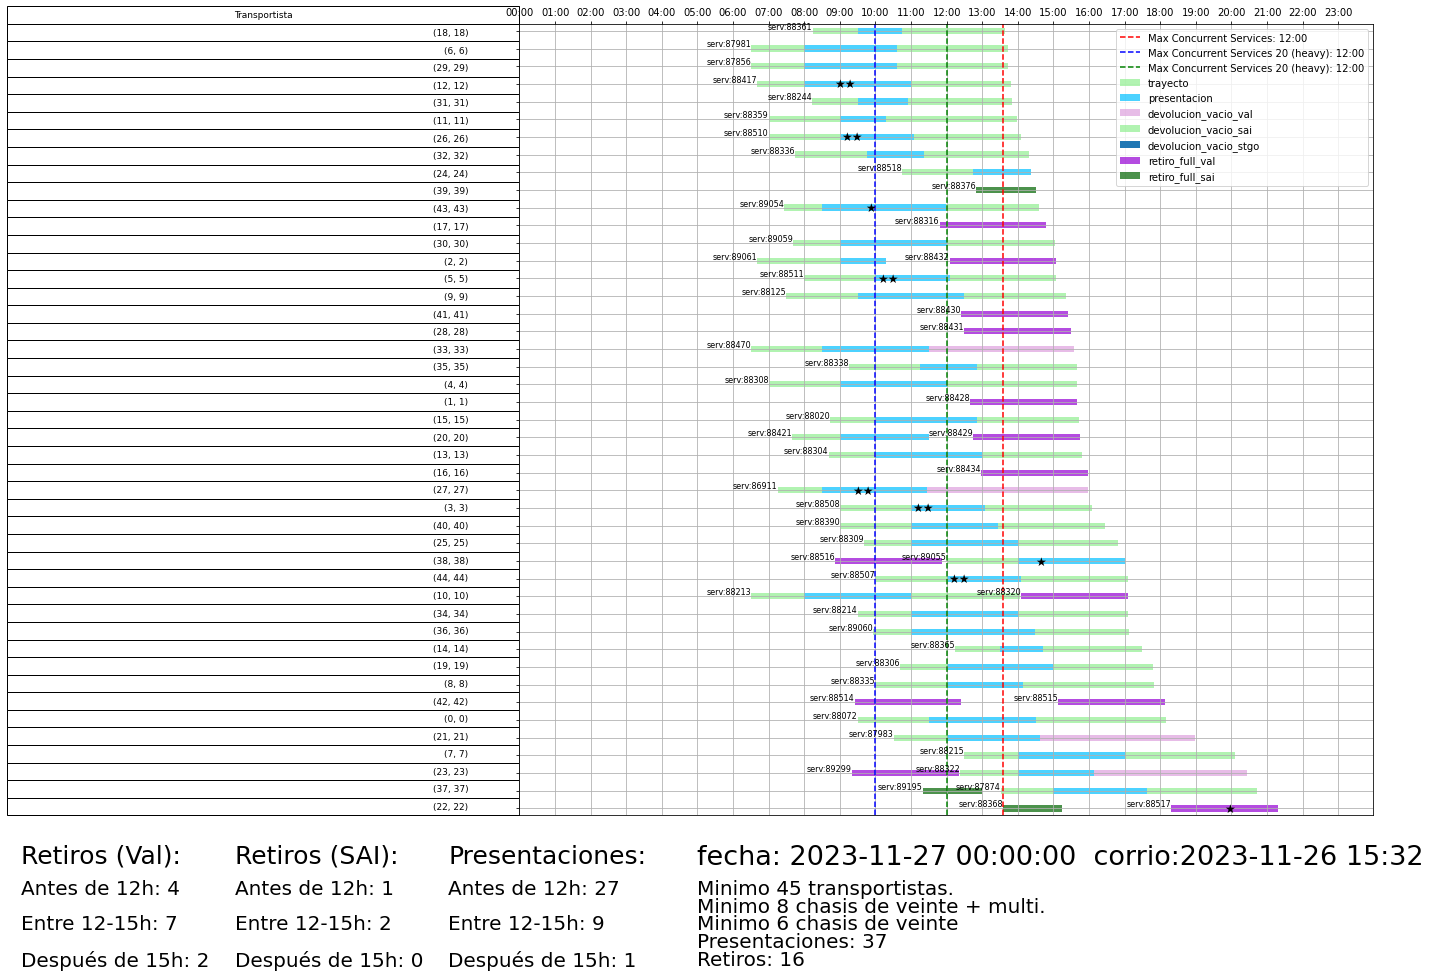 Transportista
00:00 01:00 02:00 03:00 04:00 05:00 06:00 07:00 08:00 09:00 10:00 11:00 12:00 13:00 14:00 15:00 16:00 17:00 18:00 19:00 20:00 21:00 22:00 23:00
Max Concurrent Services: 12:00
Max Concurrent Services 20 (heavy): 12:00
Max Concurrent Services 20 (heavy): 12:00
trayecto
presentacion
devolucion_vacio_val
devolucion_vacio_sai
devolucion_vacio_stgo
retiro_full_val
retiro_full_sai
(18, 18) serv:88361
(6, 6) serv:87981
(29, 29) serv:87856
(12, 12) serv:88417
(31, 31) serv:88244
(11, 11) serv:88359
(26, 26) serv:88510
(32, 32) serv:88336
(24, 24) serv:88518
(39, 39) serv:88376
(43, 43) serv:89054
(17, 17) serv:88316
(30, 30) serv:89059
(2, 2) serv:89061 serv:88432
(5, 5) serv:88511
(9, 9) serv:88125
(41, 41) serv:88430
(28, 28) serv:88431
(33, 33) serv:88470
(35, 35) serv:88338
(4, 4) serv:88308
(1, 1) serv:88428
(15, 15) serv:88020
(20, 20) serv:88421 serv:88429
(13, 13) serv:88304
(16, 16) serv:88434
(27, 27) serv:86911
(3, 3) serv:88508
(40, 40) serv:88390
(25, 25) serv:88309
(38, 38) serv:88516 serv:89055
(44, 44) serv:88507
(10, 10) serv:88213 serv:88320
(34, 34) serv:88214
(36, 36) serv:89060
(14, 14) serv:88365
(19, 19) serv:88306
(8, 8) serv:88335
(42, 42) serv:88514 serv:88515
(0, 0) serv:88072
(21, 21) serv:87983
(7, 7) serv:88215
(23, 23) serv:89299 serv:88322
(37, 37) serv:89195 serv:87874
(22, 22) serv:88368 serv:88517
Retiros (Val):
Antes de 12h: 4
Entre 12-15h: 7
Después de 15h: 2
Retiros (SAI):
Antes de 12h: 1
Entre 12-15h: 2
Después de 15h: 0
Presentaciones:
Antes de 12h: 27
Entre 12-15h: 9
Después de 15h: 1
fecha: 2023-11-27 00:00:00 corrio:2023-11-26 15:32
Minimo 45 transportistas.
Minimo 8 chasis de veinte + multi.
Minimo 6 chasis de veinte
Presentaciones: 37
Retiros: 16